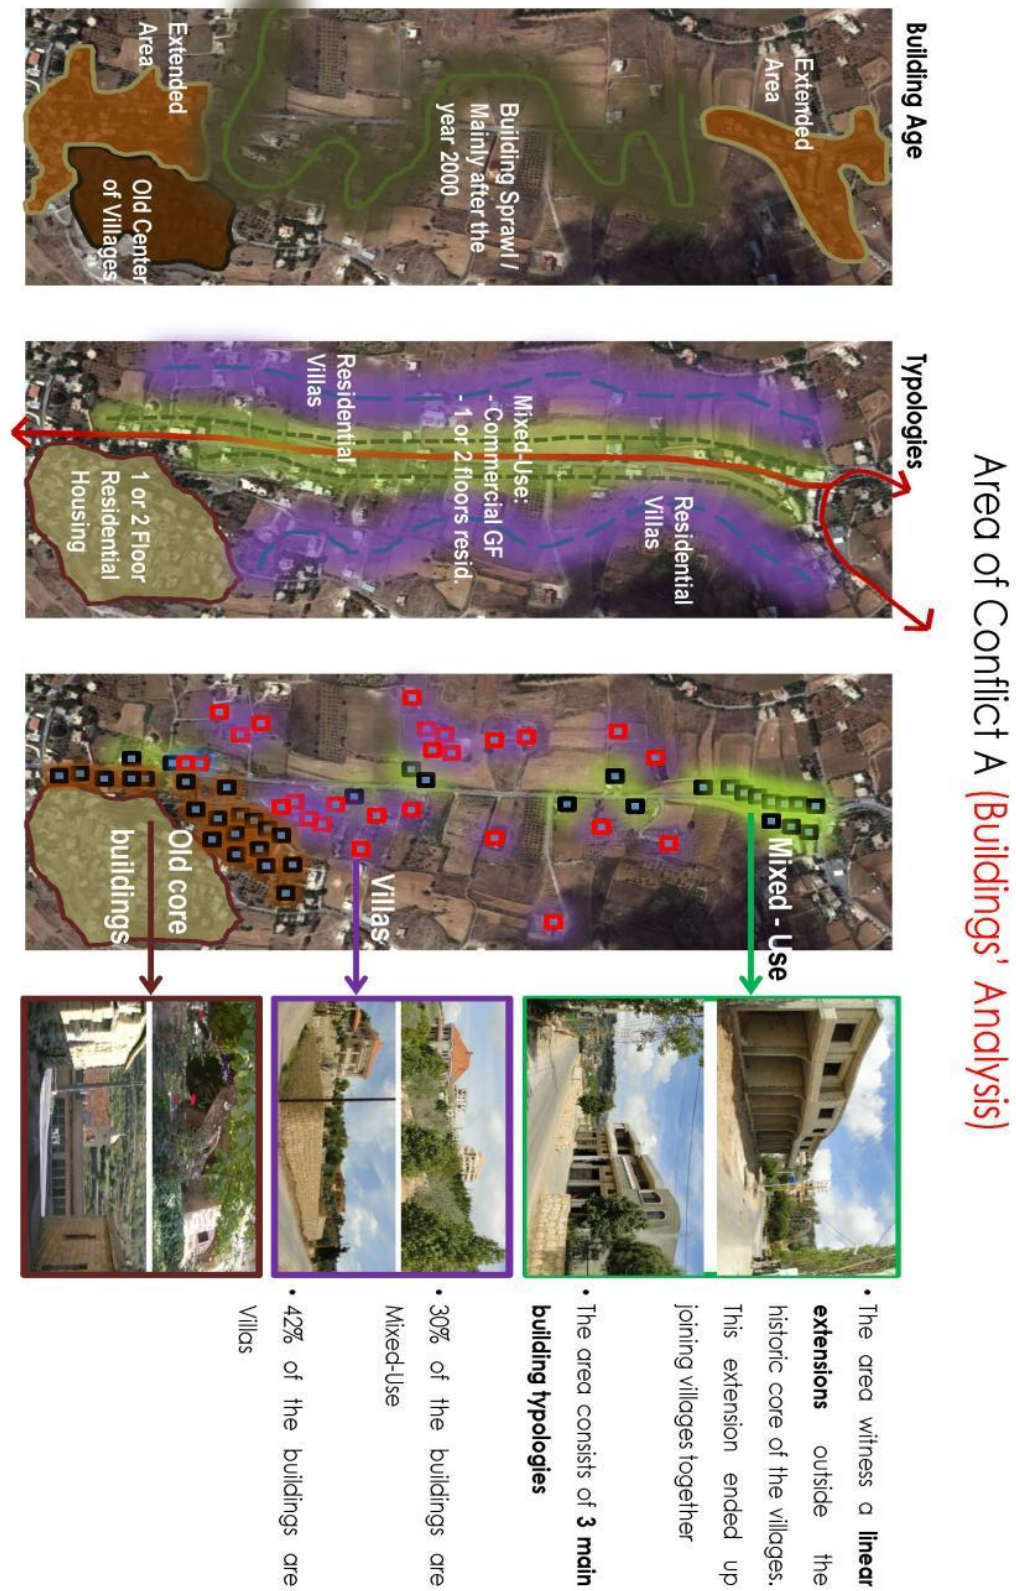 Area of Conflict A (Buildings' Analysis)
Building Age
Extended
Area
Building Sprawl /
Mainly after the
year 2000
Extended
Area
Old Center
of Villages
Typologies
Residential
Villas
Mixed-Use:
- Commercial GF
- 1 or 2 floors resid.
Residential
Villas
1 or 2 Floor
Residential
Housing
Mixed - Use
Villas
Old core
buildings
• The area witness a linear
extensions outside the
historic core of the villages.
This extension ended up
joining villages together
• The area consists of 3 main
building typologies
• 30% of the buildings are
Mixed-Use
• 42% of the buildings are
Villas